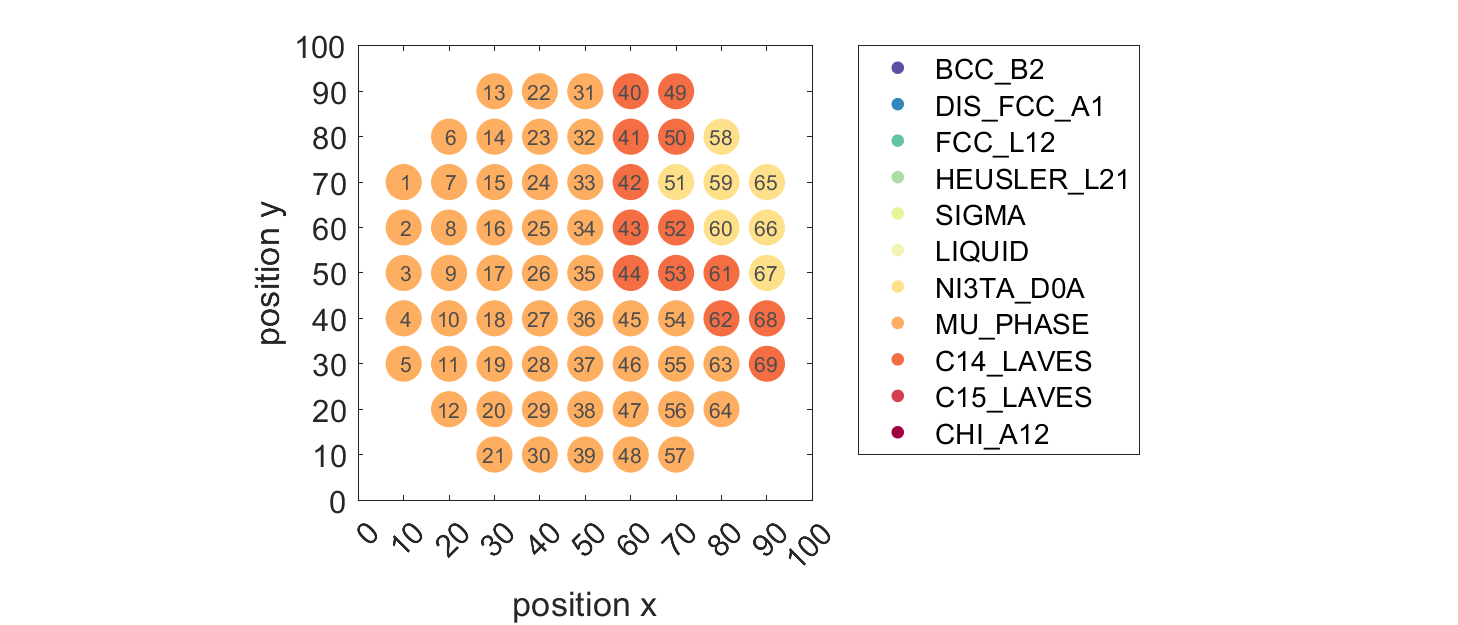 100
90
80
70
60
50
40
30
20
10
0
position y
13 22 31 40 49
6 14 23 32 41 50 58
1 7 15 24 33 42 51 59 65
2 8 16 25 34 43 52 60 66
3 9 17 26 35 44 53 61 67
4 10 18 27 36 45 54 62 68
5 11 19 28 37 46 55 63 69
12 20 29 38 47 56 64
21 30 39 48 57
0 10 20 30 40 50 60 70 80 90 100
position x
BCC_B2
DIS_FCC_A1
FCC_L12
HEUSLER_L21
SIGMA
LIQUID
NI3TA_D0A
MU_PHASE
C14_LAVES
C15_LAVES
CHI_A12